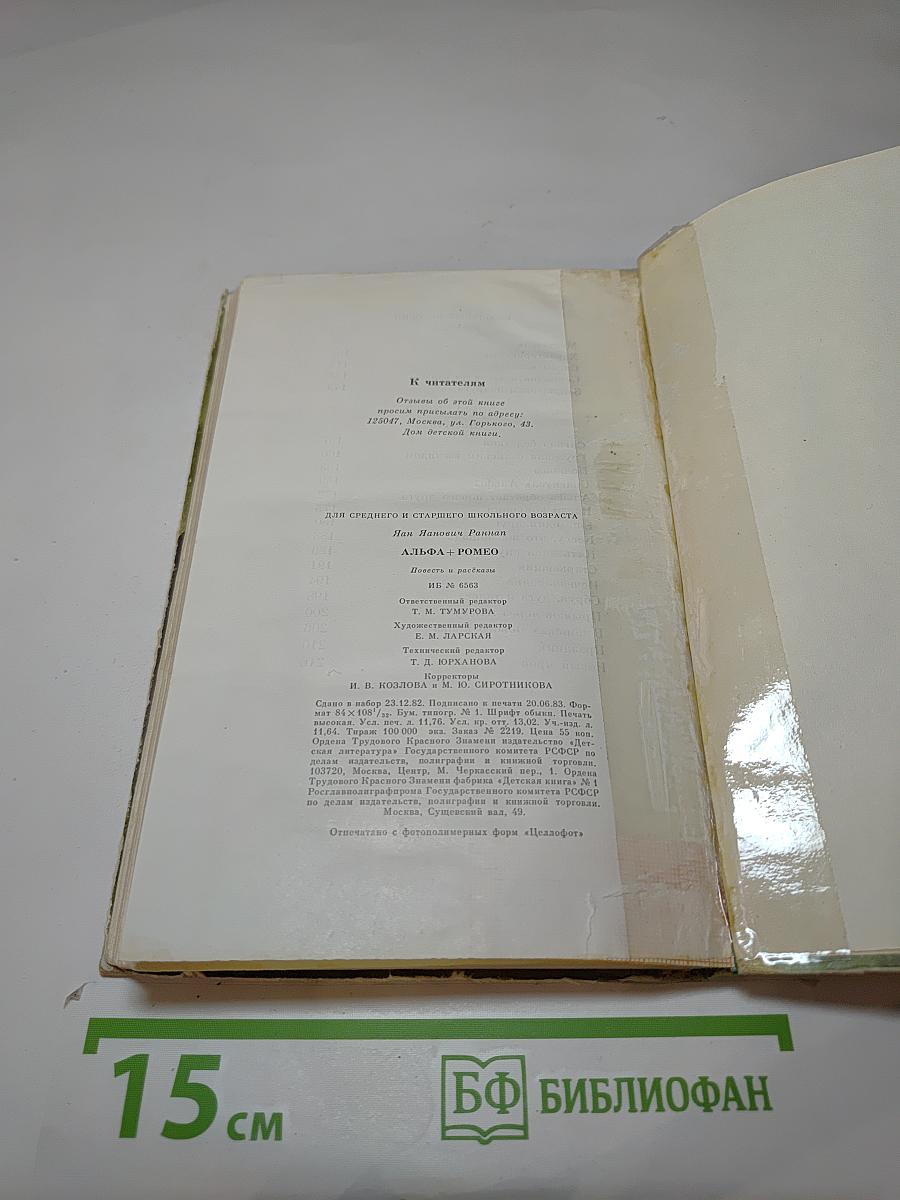 К читателям
Отзывы об этой книге
просим присылать по адресу:
125047, Москва, ул. Горького, 43.
Дом детской книги.
ДЛЯ СРЕДНЕГО И СТАРШЕГО ШКОЛЬНОГО ВОЗРАСТА
Яан Яанович Раннап
АЛЬФА+РОМЕО
Повесть и рассказы
ИБ № 6563
Ответственный редактор
Т. М. ТУМУРОВА
Художественный редактор
Е. М. ЛАРСКАЯ
Технический редактор
Т. Д. ЮРХАНОВА
Корректоры
И. В. КОЗЛОВА и М. Ю. СИРОТНИКОВА
Сдано в набор 23.12.82. Подписано к печати 20.06.83. Фор-
мат 84×108¹/₃₂. Бум. типогр. № 1. Шрифт обыкн. Печать
высокая. Усл. печ. л. 11,76. Усл. кр. отт. 13,02. Уч.-изд. л.
11,64. Тираж 100 000 экз. Заказ № 2219. Цена 55 коп.
Ордена Трудового Красного Знамени издательство «Дет-
ская литература» Государственного комитета РСФСР по
делам издательств, полиграфии и книжной торговли.
103720, Москва, Центр, М. Черкасский пер., 1. Ордена
Трудового Красного Знамени фабрика «Детская книга» № 1
Росглавполиграфпрома Государственного комитета РСФСР
по делам издательств, полиграфии и книжной торговли.
Москва, Сущевский вал, 49.
Отпечатано с фотополимерных форм «Целлофот»
15 см
БФ БИБЛИОФАН